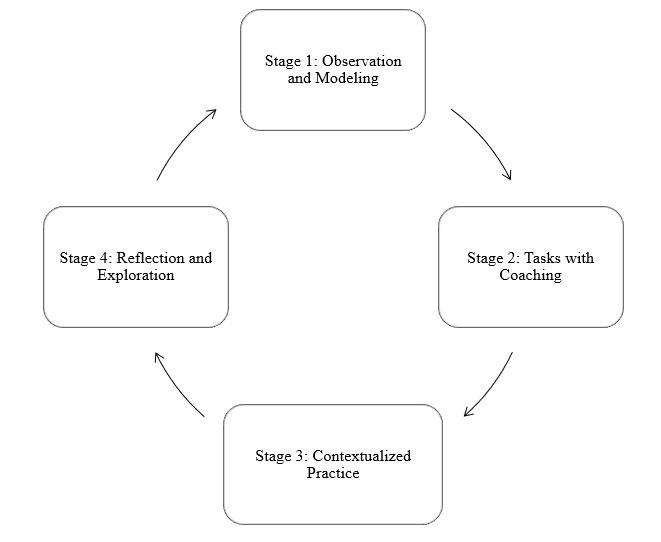 Stage 1: Observation
and Modeling
Stage 2: Tasks with
Coaching
Stage 3: Contextualized
Practice
Stage 4: Reflection and
Exploration